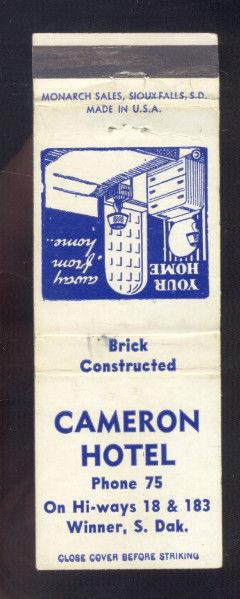 MONARCH SALES, SIOUX FALLS, S.D.
MADE IN U.S.A.
YOUR
HOME
away
from
home..
Brick
Constructed
CAMERON
HOTEL
Phone 75
On Hi-ways 18 & 183
Winner, S. Dak.
CLOSE COVER BEFORE STRIKING